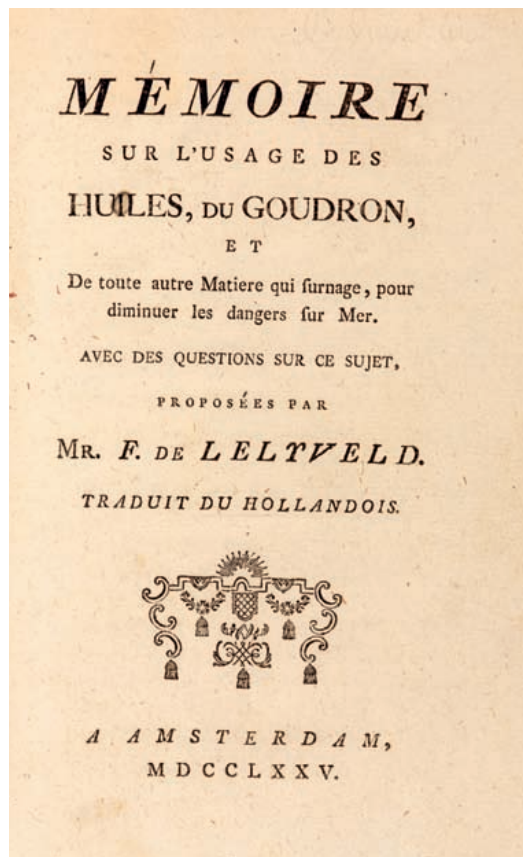 MÉMOIRE
SUR L'USAGE DES
HUILES, DU GOUDRON,
ET
De toute autre Matiere qui ſurnage, pour
diminuer les dangers ſur Mer.
AVEC DES QUESTIONS SUR CE SUJET,
PROPOSÉES PAR
MR. F. DE LELYVELD.
TRADUIT DU HOLLANDOIS.
A AMSTERDAM,
MDCCLXXV.